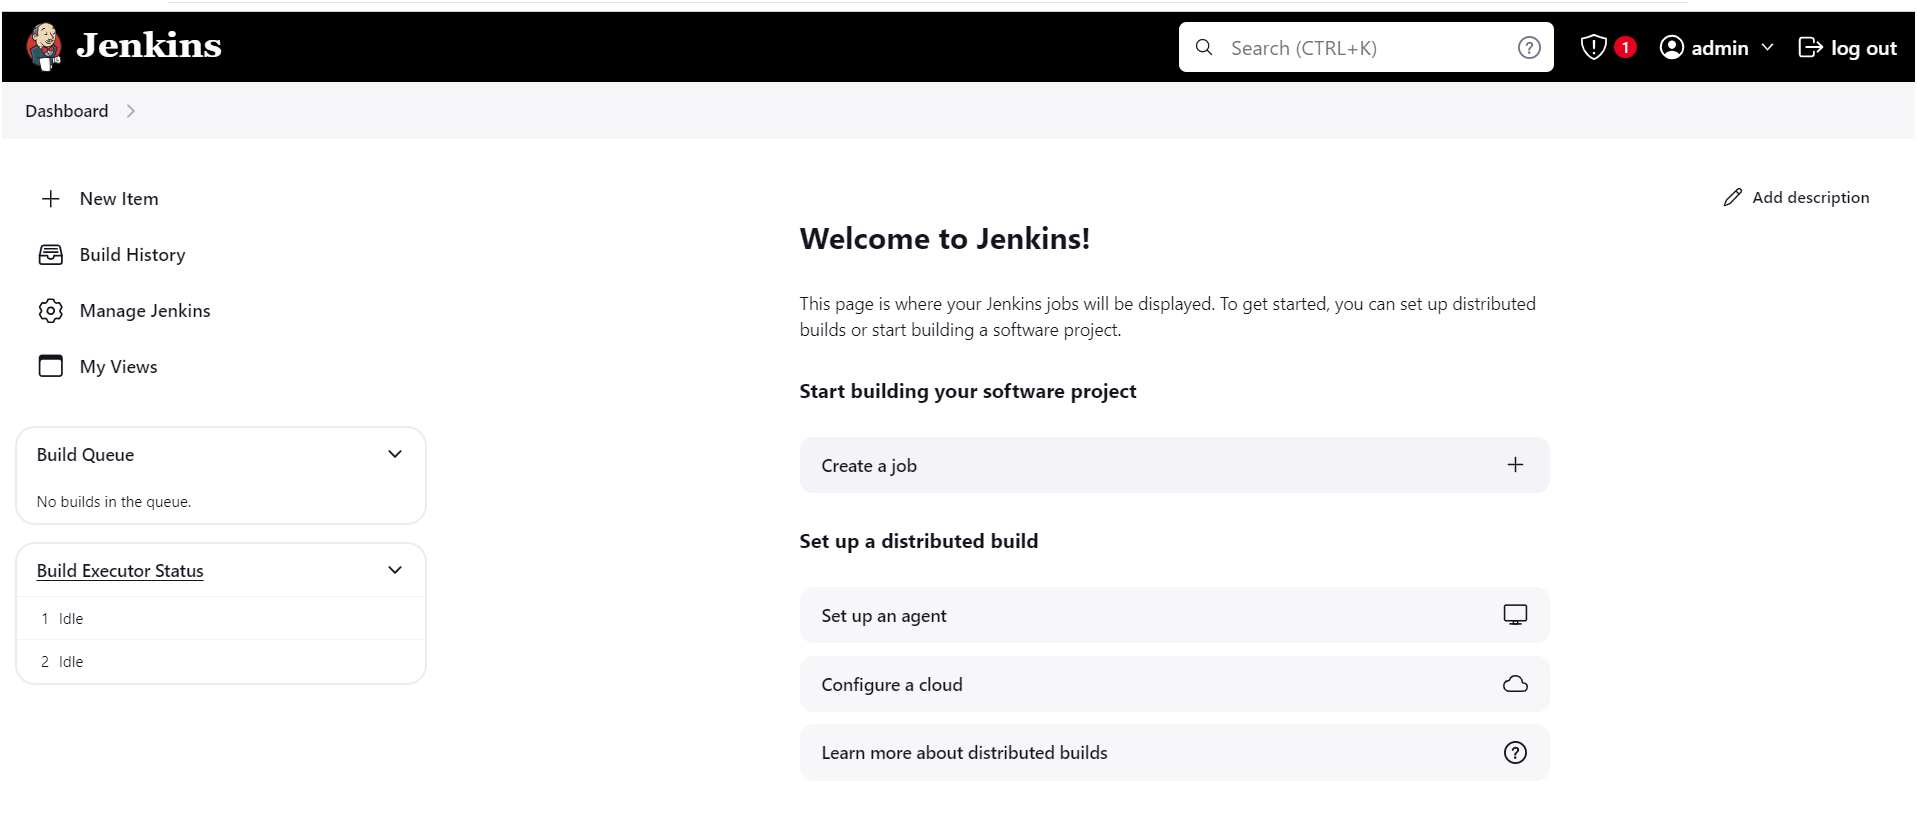 Jenkins
Search (CTRL+K)
1
admin
log out
Dashboard
New Item
Build History
Manage Jenkins
My Views
Build Queue
No builds in the queue.
Build Executor Status
1 Idle
2 Idle
Add description
Welcome to Jenkins!
This page is where your Jenkins jobs will be displayed. To get started, you can set up distributed
builds or start building a software project.
Start building your software project
Create a job
Set up a distributed build
Set up an agent
Configure a cloud
Learn more about distributed builds